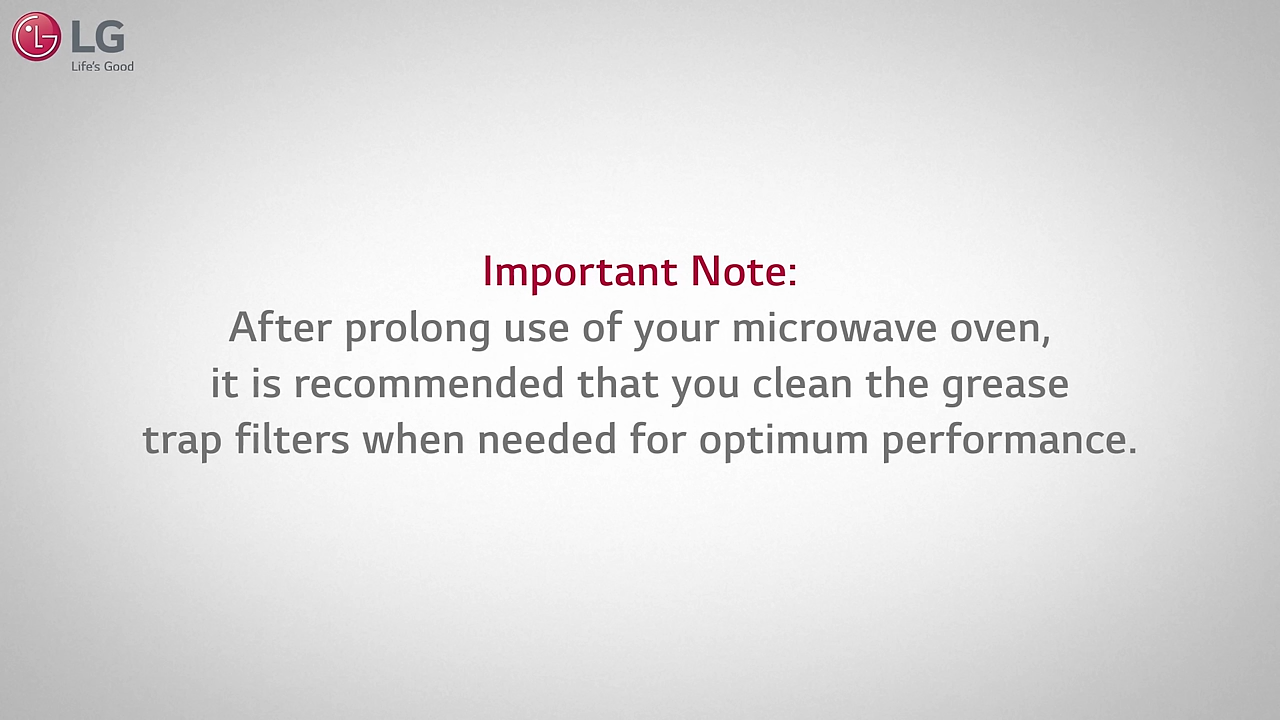 LG
Life's Good
Important Note:
After prolong use of your microwave oven,
it is recommended that you clean the grease
trap filters when needed for optimum performance.